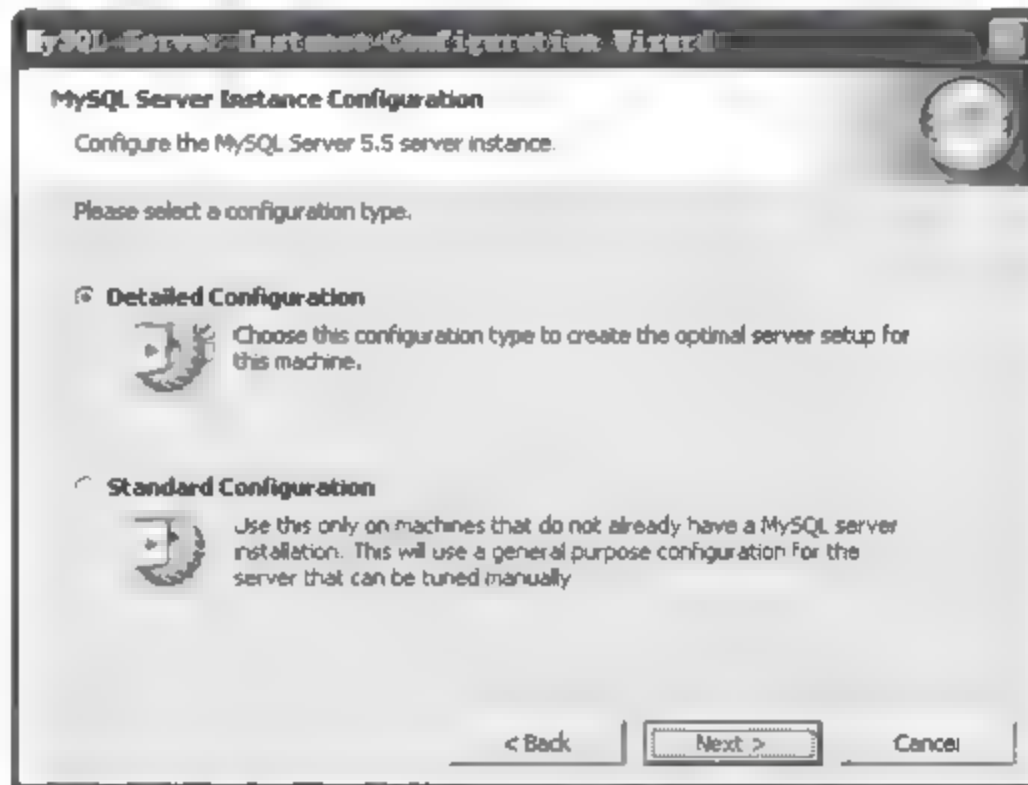 MySQL Server Instance Configuration Wizard
MySQL Server Instance Configuration
Configure the MySQL Server 5.5 server instance.
Please select a configuration type.
Detailed Configuration
Choose this configuration type to create the optimal server setup for
this machine.
Standard Configuration
Use this only on machines that do not already have a MySQL server
installation. This will use a general purpose configuration for the
server that can be tuned manually
< Back
Next >
Cancel